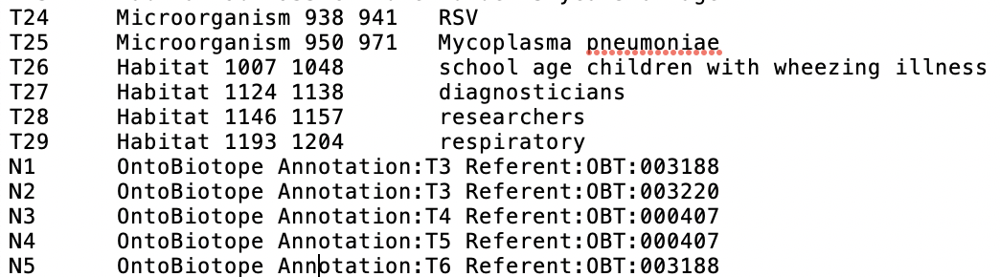 T24 Microorganism 938 941 RSV
T25 Microorganism 950 971 Mycoplasma pneumoniae
T26 Habitat 1007 1048 school age children with wheezing illness
T27 Habitat 1124 1138 diagnosticians
T28 Habitat 1146 1157 researchers
T29 Habitat 1193 1204 respiratory
N1 OntoBiotope Annotation:T3 Referent:OBT:003188
N2 OntoBiotope Annotation:T3 Referent:OBT:003220
N3 OntoBiotope Annotation:T4 Referent:OBT:000407
N4 OntoBiotope Annotation:T5 Referent:OBT:000407
N5 OntoBiotope Annotation:T6 Referent:OBT:003188